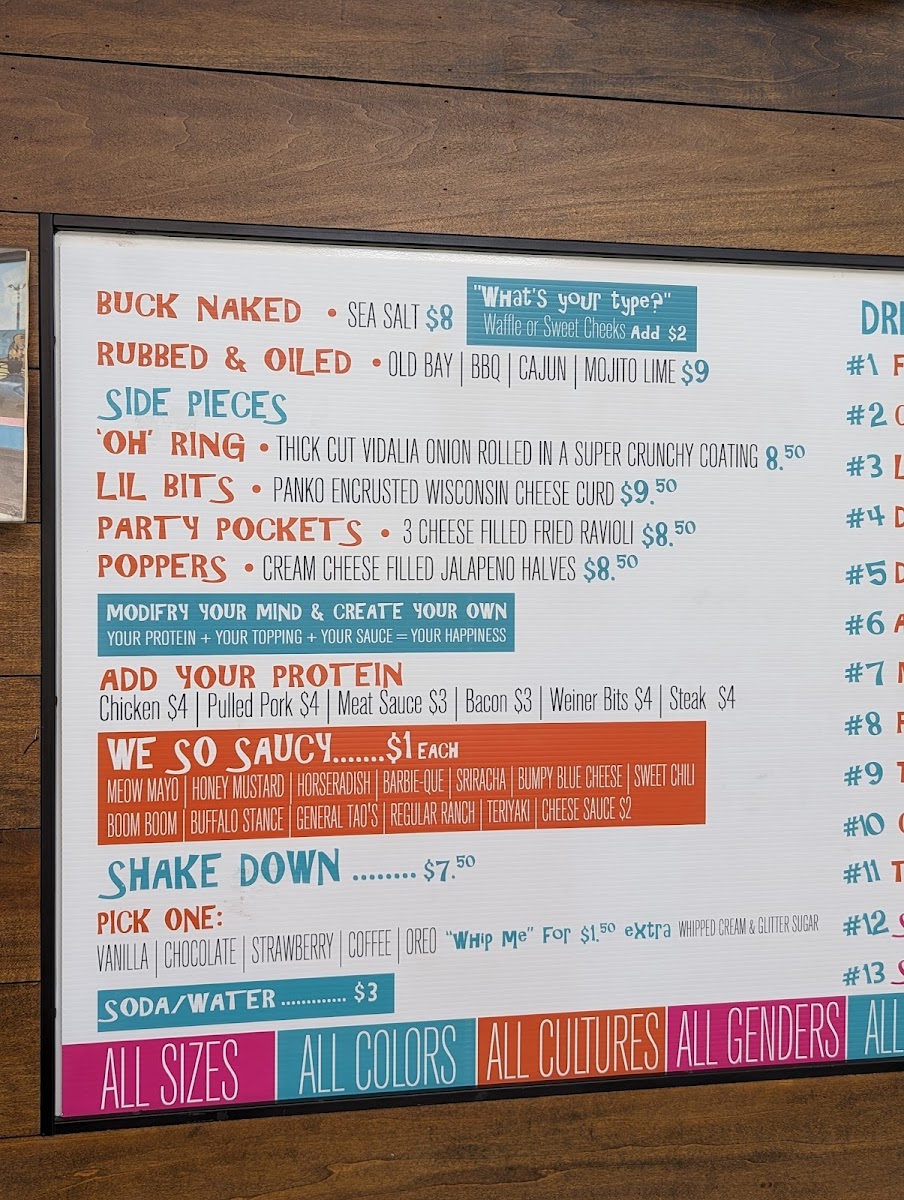 BUCK NAKED • SEA SALT $8
"What's your type?"
Waffle or Sweet Cheeks Add $2
RUBBED & OILED • OLD BAY | BBQ | CAJUN | MOJITO LIME $9
SIDE PIECES
'OH' RING • THICK CUT VIDALIA ONION ROLLED IN A SUPER CRUNCHY COATING 8.50
LIL BITS • PANKO ENCRUSTED WISCONSIN CHEESE CURD $9.50
PARTY POCKETS • 3 CHEESE FILLED FRIED RAVIOLI $8.50
POPPERS • CREAM CHEESE FILLED JALAPENO HALVES $8.50
MODIFRY YOUR MIND & CREATE YOUR OWN
YOUR PROTEIN + YOUR TOPPING + YOUR SAUCE = YOUR HAPPINESS
ADD YOUR PROTEIN
Chicken $4 | Pulled Pork $4 | Meat Sauce $3 | Bacon $3 | Weiner Bits $4 | Steak $4
WE SO SAUCY.......$1 EACH
MEOW MAYO | HONEY MUSTARD | HORSERADISH | BARBIE-QUE | SRIRACHA | BUMPY BLUE CHEESE | SWEET CHILI
BOOM BOOM | BUFFALO STANCE | GENERAL TAO'S | REGULAR RANCH | TERIYAKI | CHEESE SAUCE $2
SHAKE DOWN ........ $7.50
PICK ONE:
VANILLA | CHOCOLATE | STRAWBERRY | COFFEE | OREO "WHIP ME" FOR $1.50 eXtra WHIPPED CREAM & GLITTER SUGAR
SODA/WATER ............. $3
ALL SIZES ALL COLORS ALL CULTURES ALL GENDERS ALL
DRI
#1 F
#2
#3 L
#4 D
#5 D
#6 A
#7
#8 F
#9 T
#10
#11 T
#12 S
#13 S